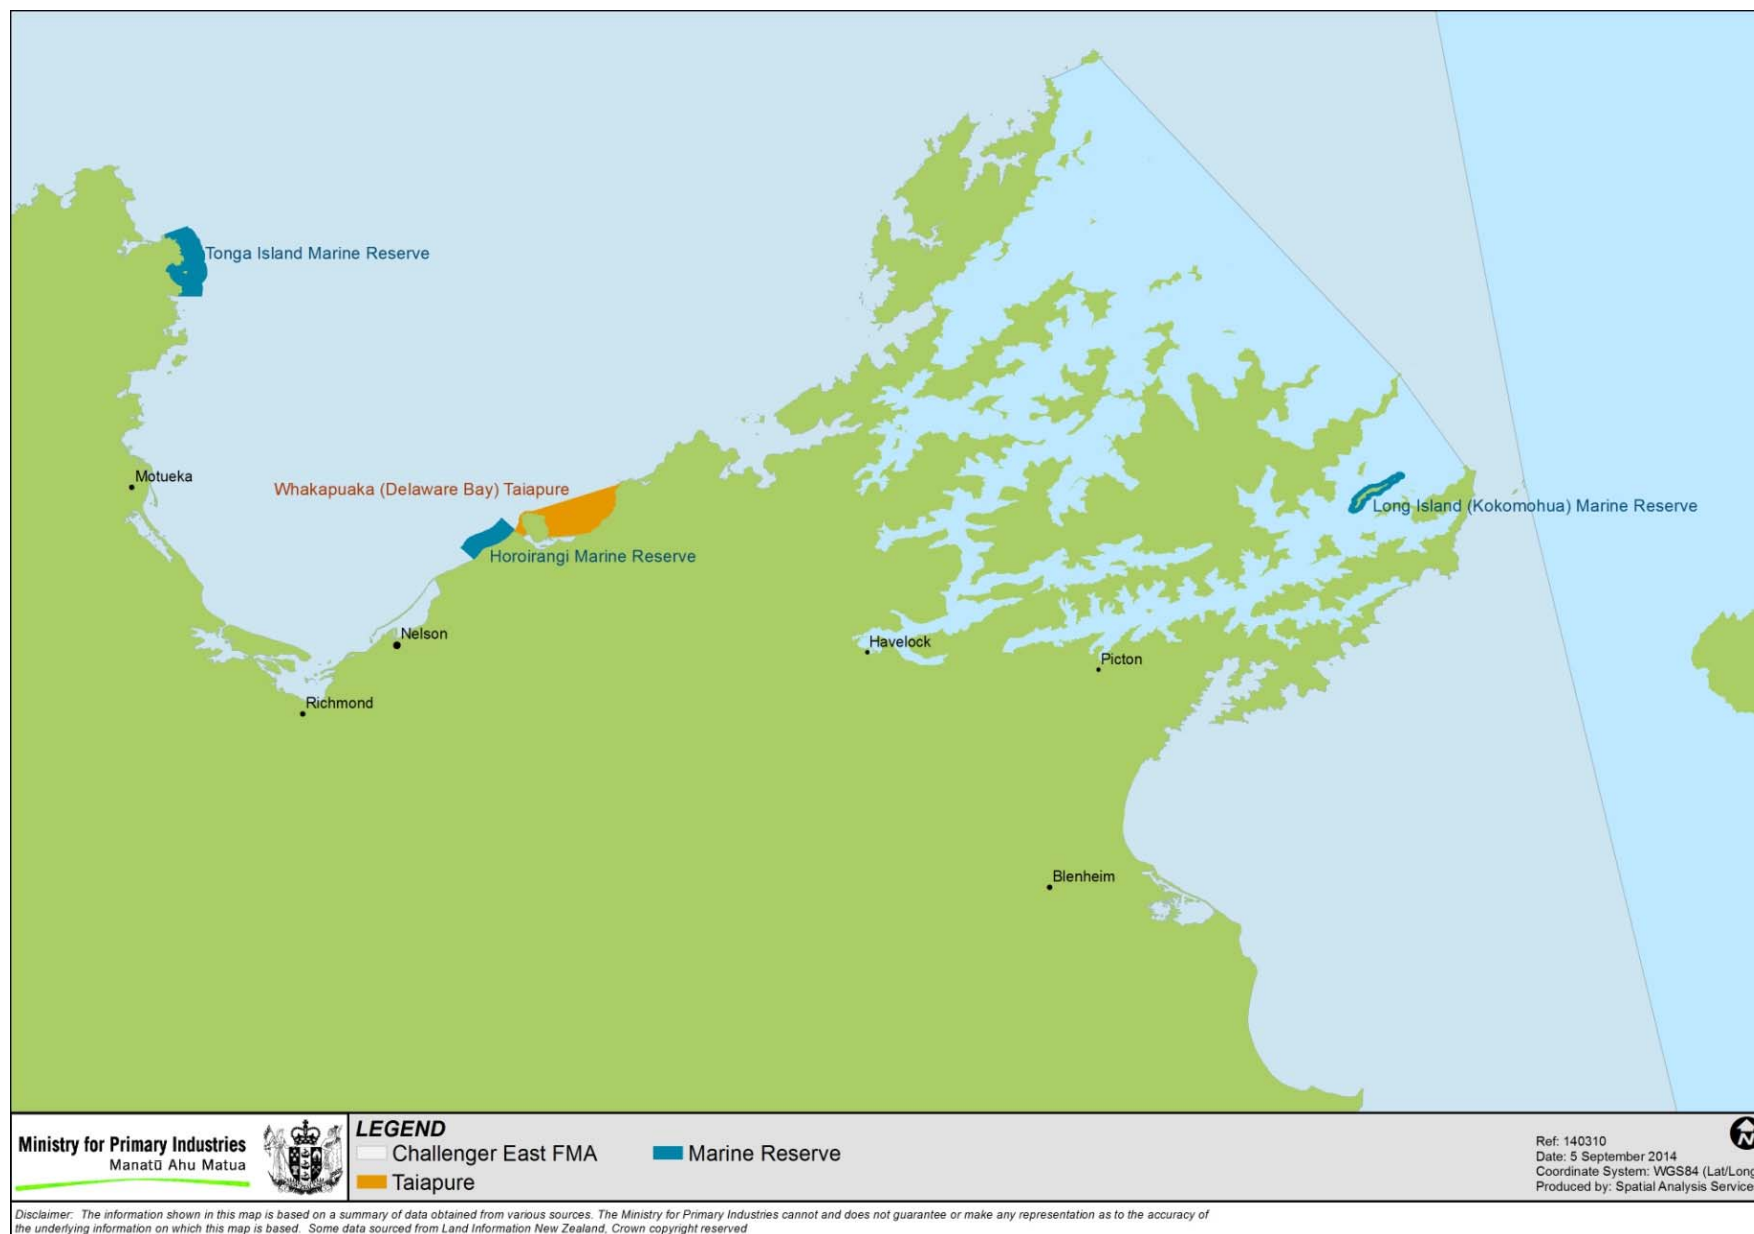 Tonga Island Marine Reserve
Motueka
Whakapuaka (Delaware Bay) Taiapure
Long Island (Kokomohua) Marine Reserve
Horoirangi Marine Reserve
Nelson
Havelock
Picton
Richmond
Blenheim
Ministry for Primary Industries
Manatū Ahu Matua
LEGEND
Challenger East FMA
Marine Reserve
Taiapure
N
Ref: 140310
Date: 5 September 2014
Coordinate System: WGS84 (Lat/Long
Produced by: Spatial Analysis Service
Disclaimer: The information shown in this map is based on a summary of data obtained from various sources. The Ministry for Primary Industries cannot and does not guarantee or make any representation as to the accuracy of
the underlying information on which this map is based. Some data sourced from Land Information New Zealand, Crown copyright reserved